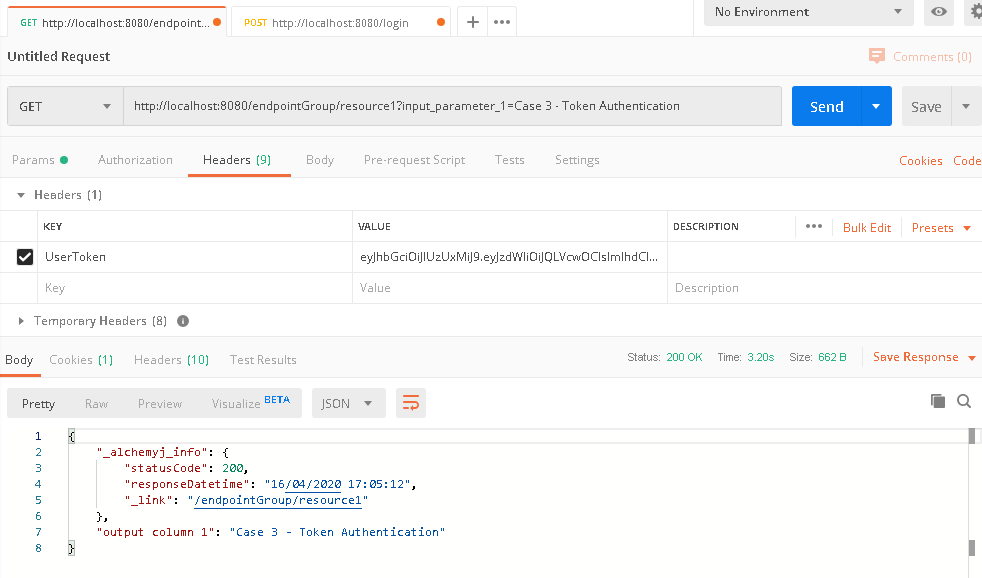 GET http://localhost:8080/endpoint... POST http://localhost:8080/login + ••• No Environment
Untitled Request Comments (0)
GET http://localhost:8080/endpointGroup/resource1?input_parameter_1=Case 3 - Token Authentication Send Save
Params Authorization Headers (9) Body Pre-request Script Tests Settings Cookies Code
Headers (1)
KEY VALUE DESCRIPTION ••• Bulk Edit Presets
UserToken
Key Value Description
Temporary Headers (8)
Body Cookies (1) Headers (10) Test Results Status: 200 OK Time: 3.20s Size: 662 B Save Response
Pretty Raw Preview Visualize BETA JSON
1 {
2 "_alchemyj_info": {
3 "statusCode": 200,
4 "responseDatetime": "16/04/2020 17:05:12",
5 "_link": "/endpointGroup/resource1"
6 },
7 "output column 1": "Case 3 - Token Authentication"
8 }